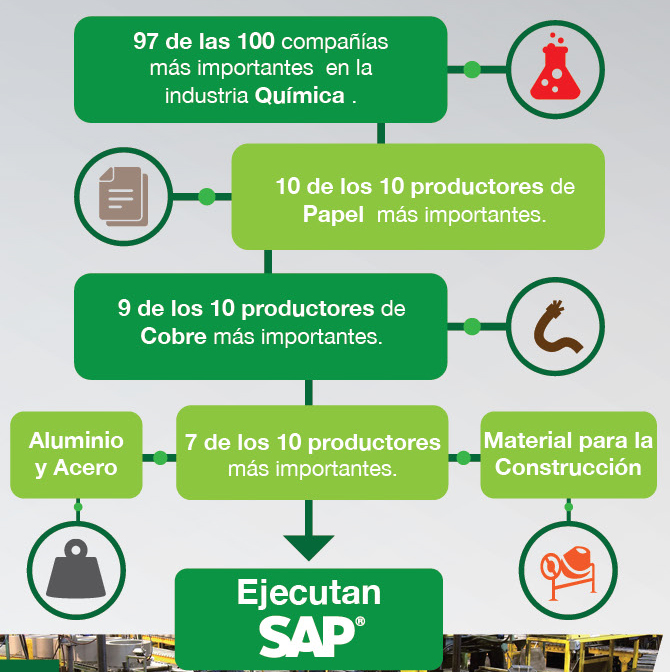 97 de las 100 compañías
más importantes en la
industria Química .
10 de los 10 productores de
Papel más importantes.
9 de los 10 productores de
Cobre más importantes.
Aluminio
y Acero
7 de los 10 productores
más importantes.
Material para la
Construcción
Ejecutan
SAP®